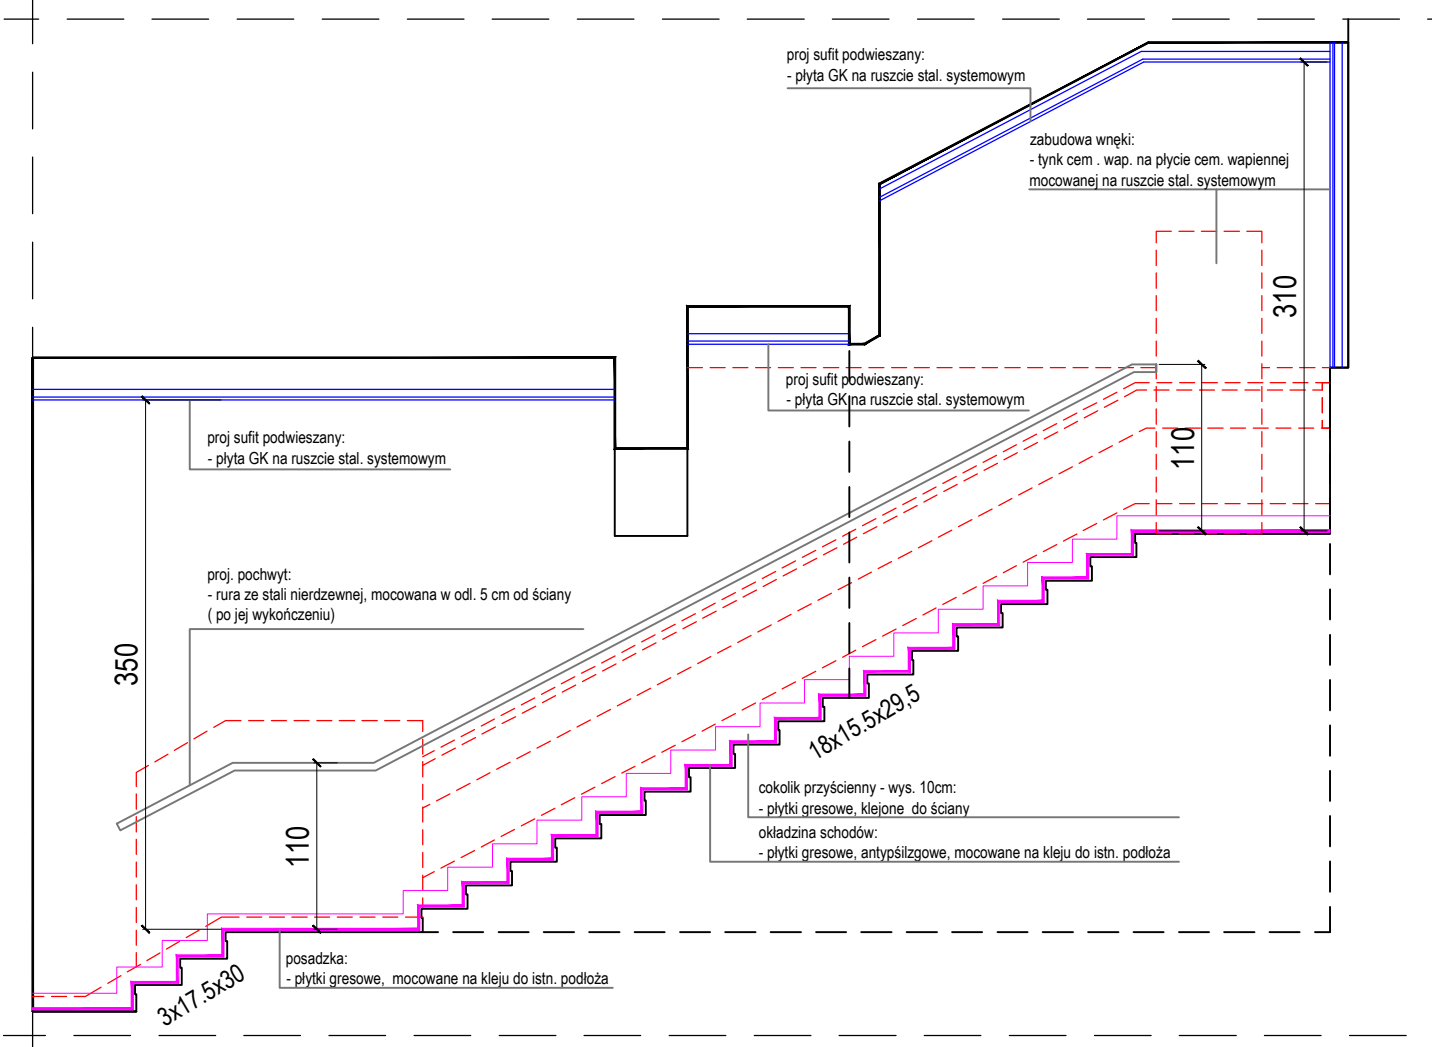 proj sufit podwieszany:
- płyta GK na ruszcie stal. systemowym
zabudowa wnęki:
- tynk cem . wap. na płycie cem. wapiennej
mocowanej na ruszcie stal. systemowym
310
proj sufit podwieszany:
- płyta GK na ruszcie stal. systemowym
proj sufit podwieszany:
- płyta GK na ruszcie stal. systemowym
110
proj. pochwyt:
- rura ze stali nierdzewnej, mocowana w odl. 5 cm od ściany
( po jej wykończeniu)
350
18x15.5x29,5
cokolik przyścienny - wys. 10cm:
- płytki gresowe, klejone do ściany
okładzina schodów:
- płytki gresowe, antypśilzgowe, mocowane na kleju do istn. podłoża
110
posadzka:
- płytki gresowe, mocowane na kleju do istn. podłoża
3x17.5x30